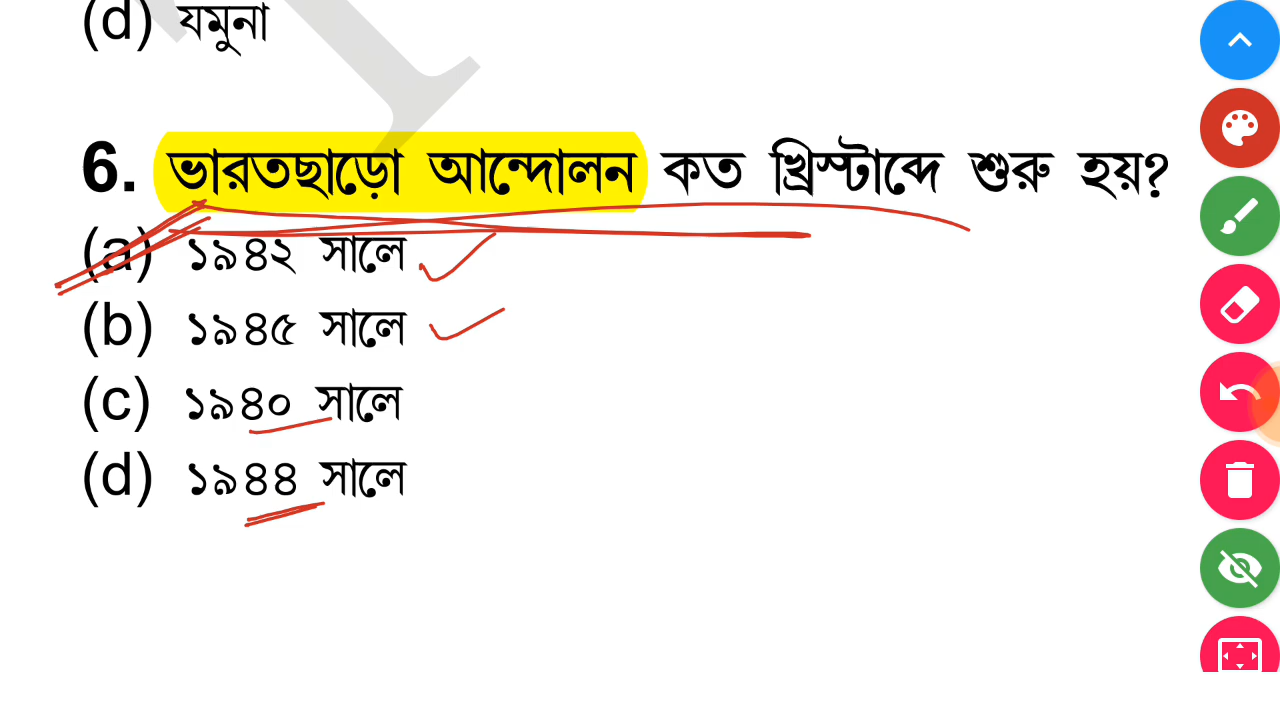 (d) যমুনা
6. ভারতছাড়ো আন্দোলন কত খ্রিস্টাব্দে শুরু হয়?
(a) ১৯৪২ সালে
(b) ১৯৪৫ সালে
(c) ১৯৪০ সালে
(d) ১৯৪৪ সালে